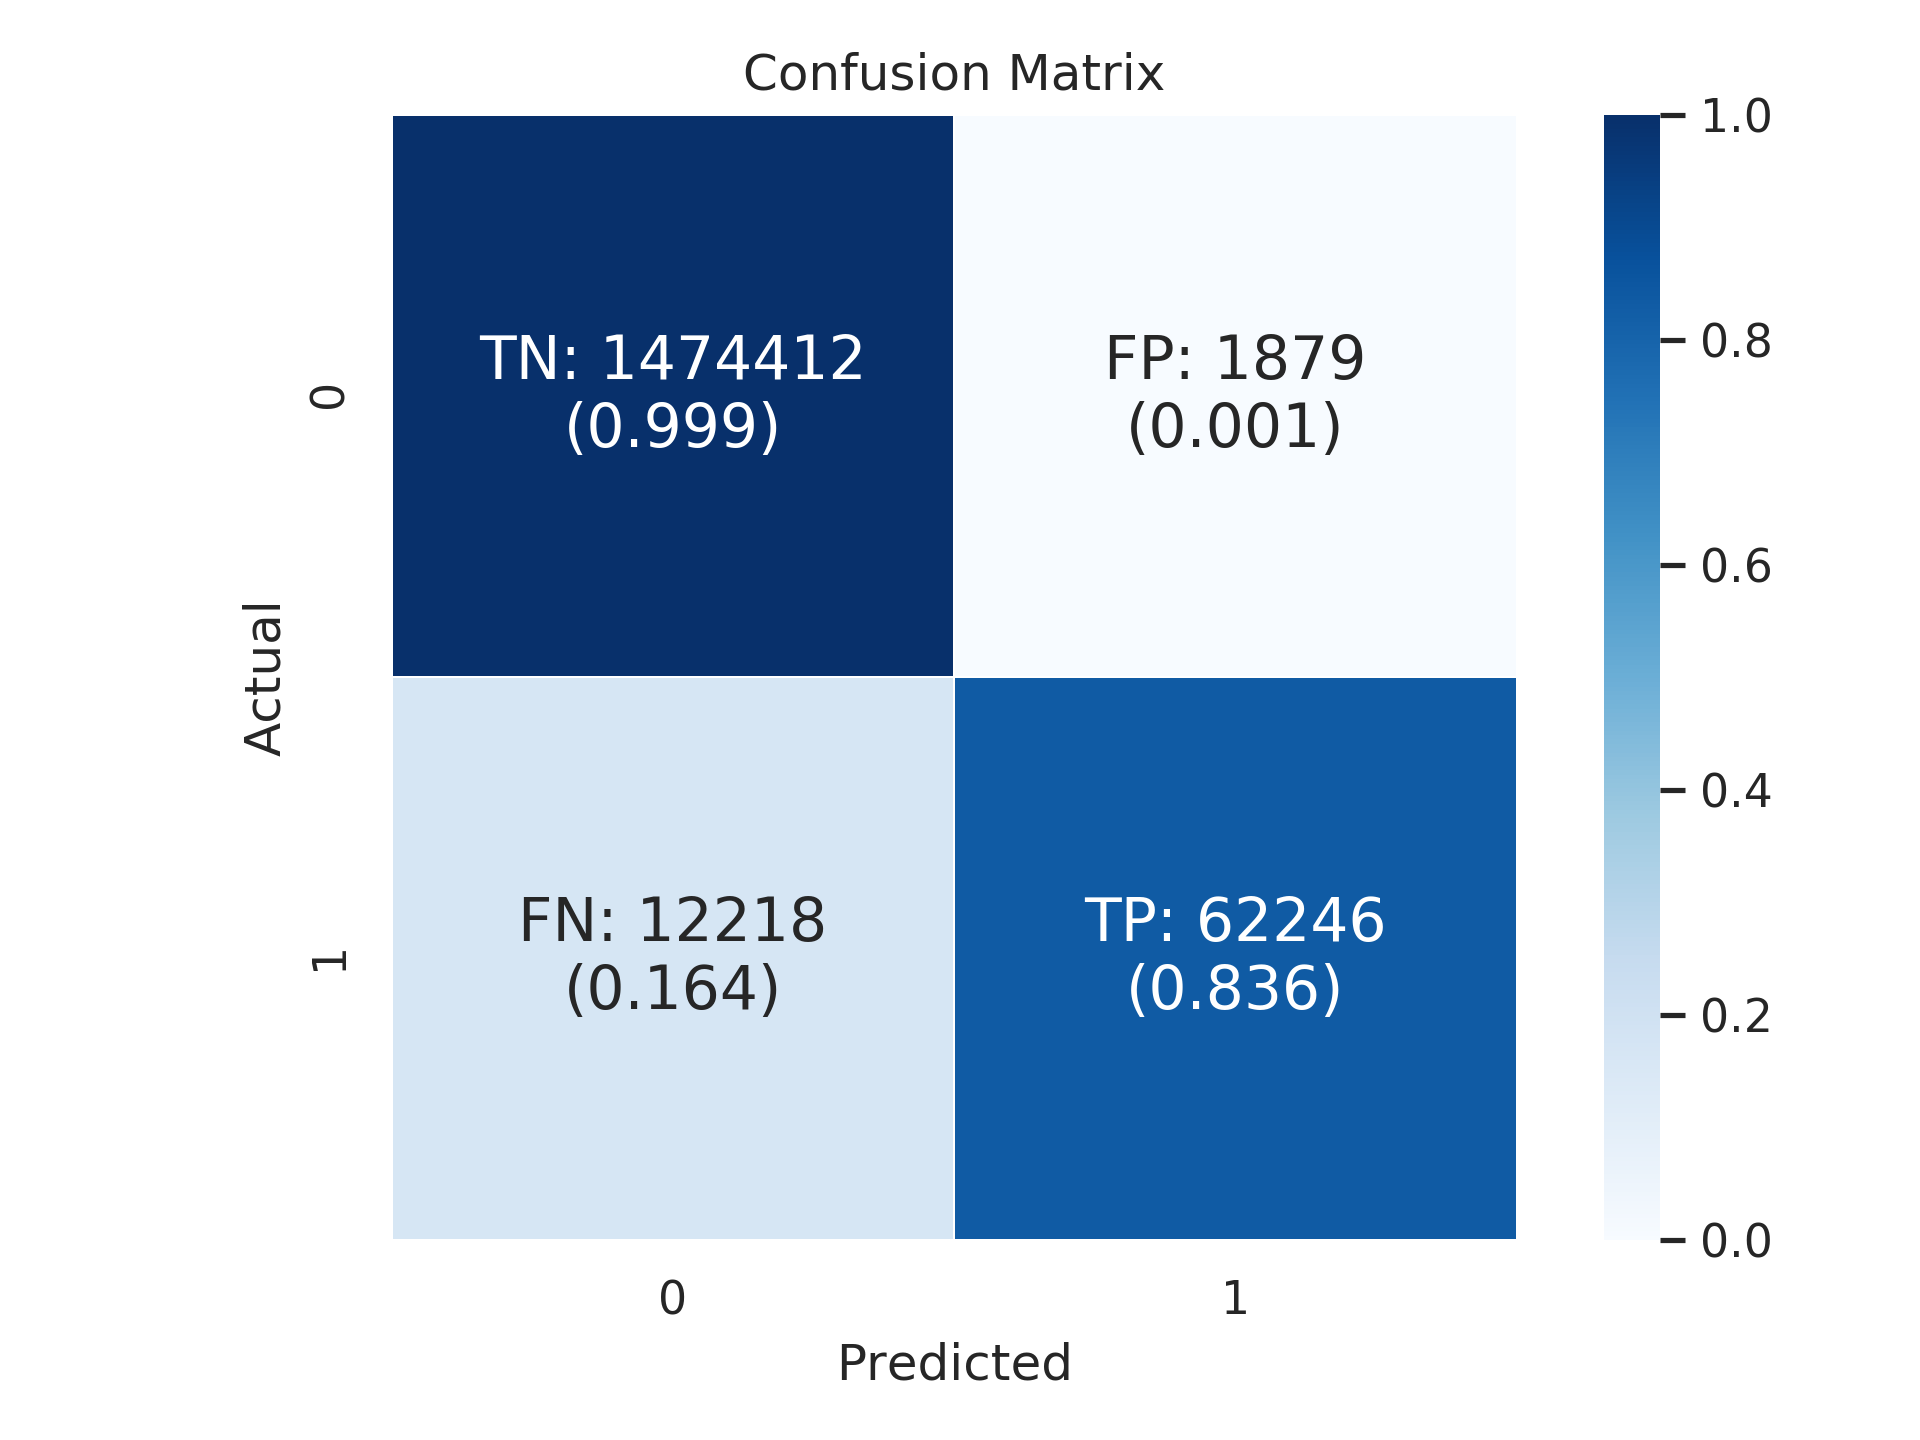 Confusion Matrix
TN: 1474412
(0.999)
FP: 1879
(0.001)
FN: 12218
(0.164)
TP: 62246
(0.836)
0
1
Actual
0
1
Predicted
1.0
0.8
0.6
0.4
0.2
0.0